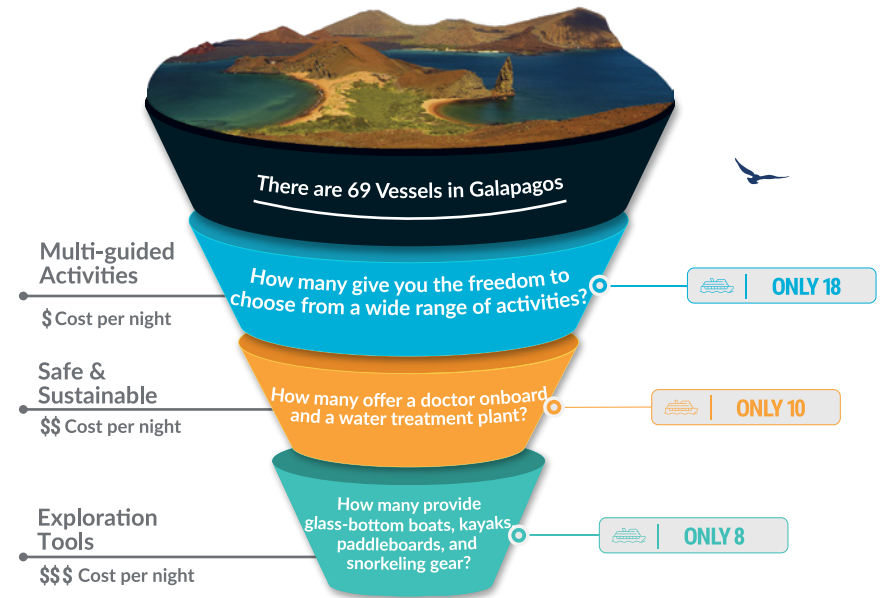 There are 69 Vessels in Galapagos
Multi-guided
Activities
$ Cost per night
How many give you the freedom to
choose from a wide range of activities?
ONLY 18
Safe &
Sustainable
$$ Cost per night
How many offer a doctor onboard
and a water treatment plant?
ONLY 10
Exploration
Tools
$$$ Cost per night
How many provide
glass-bottom boats, kayaks,
paddleboards, and
snorkeling gear?
ONLY 8